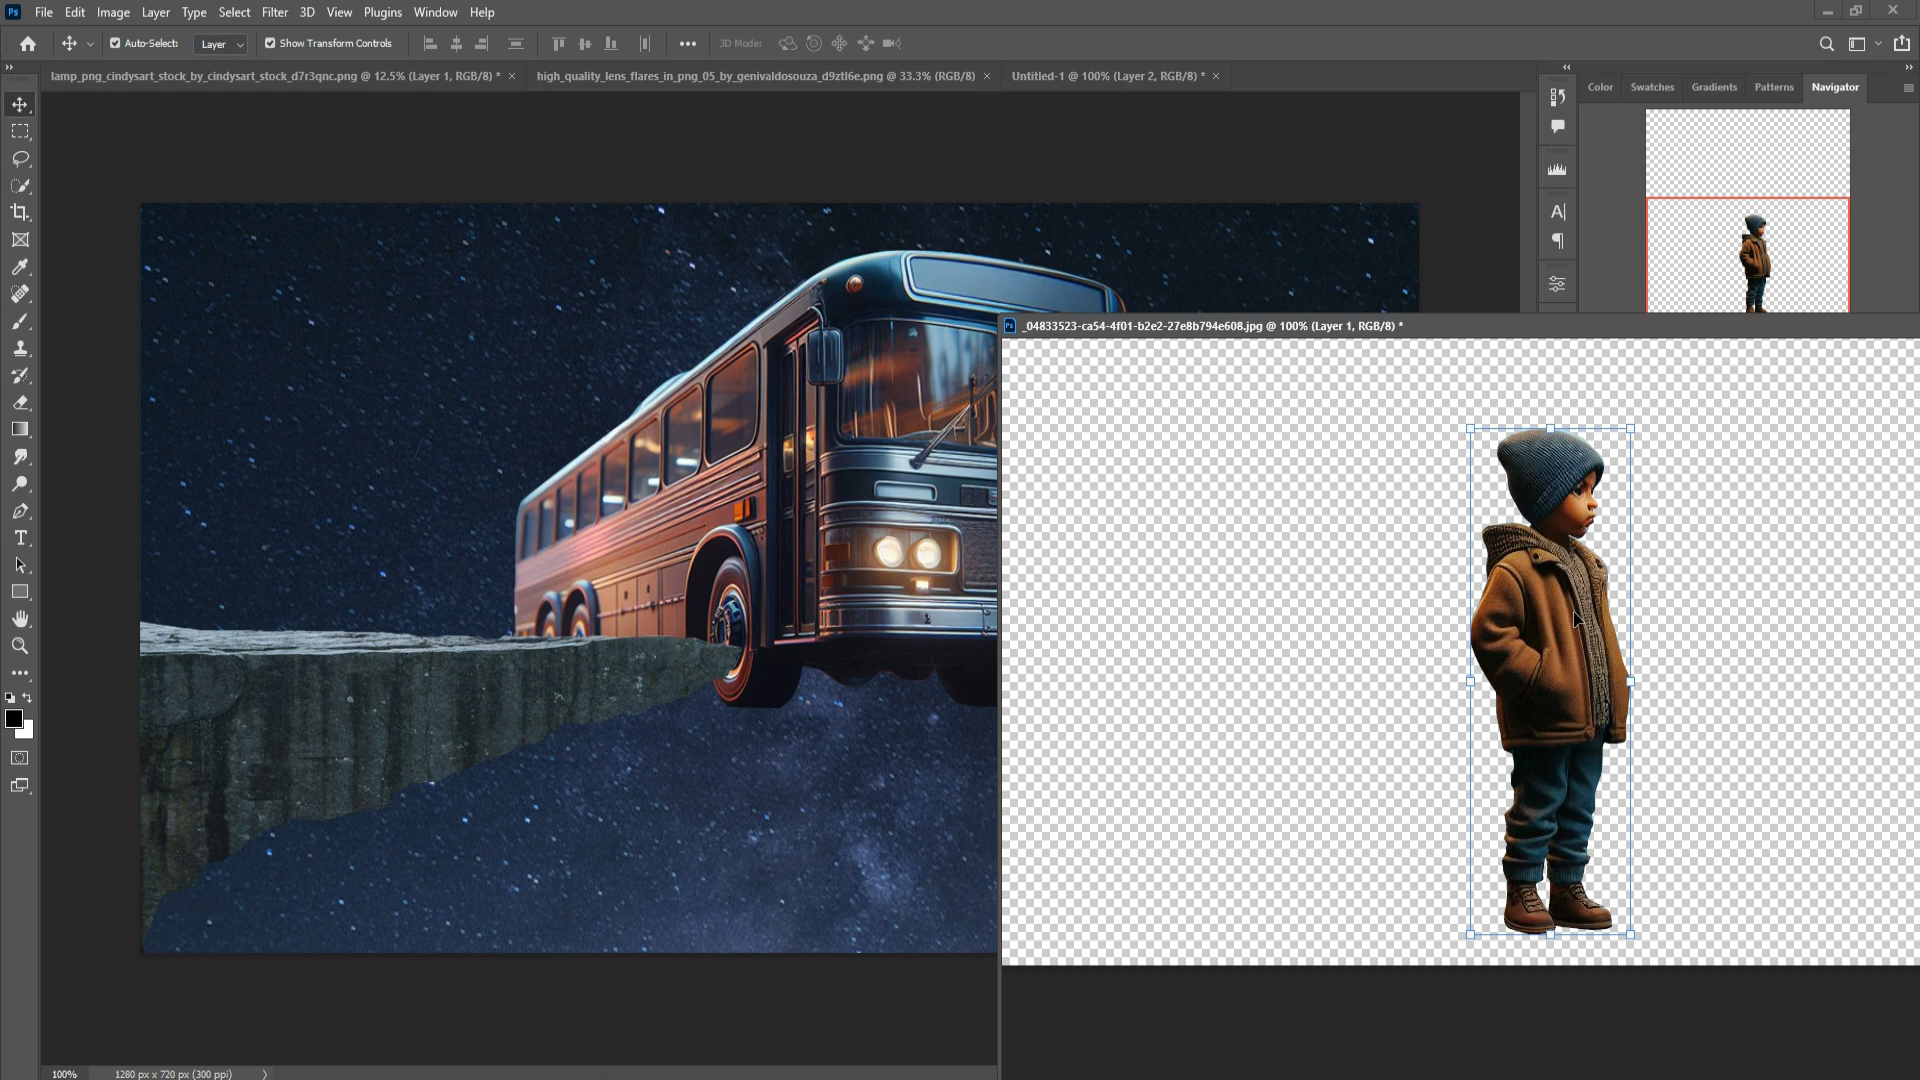 Ps File Edit Image Layer Type Select Filter 3D View Plugins Window Help
Auto-Select: Layer Show Transform Controls 3D Mode:
lamp_png_cindysart_stock_by_cindysart_stock_d7r3qnc.png @ 12.5% (Layer 1, RGB/8) * × high_quality_lens_flares_in_png_05_by_genivaldosouza_d9ztl6e.png @ 33.3% (RGB/8) × Untitled-1 @ 100% (Layer 2, RGB/8) * ×
Color Swatches Gradients Patterns Navigator
Ps _04833523-ca54-4f01-b2e2-27e8b794e608.jpg @ 100% (Layer 1, RGB/8) *
100% 1280 px x 720 px (300 ppi)